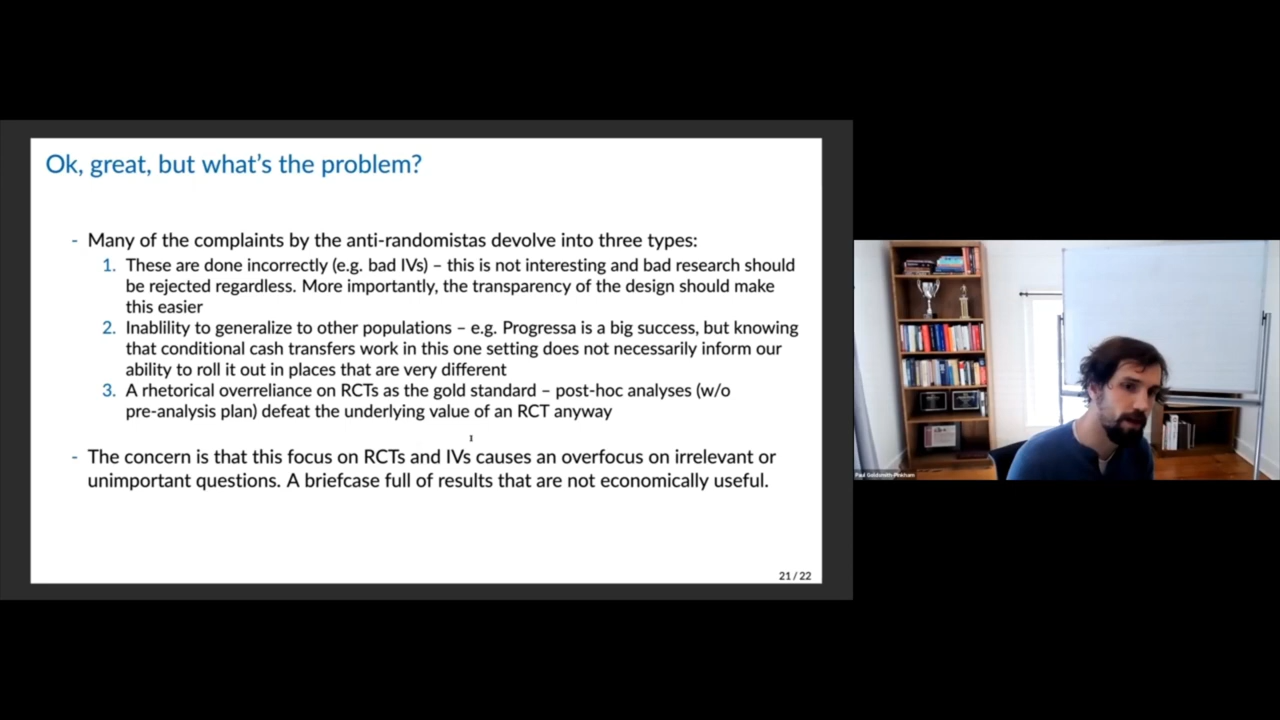 Ok, great, but what's the problem?
- Many of the complaints by the anti-randomistas devolve into three types:
1. These are done incorrectly (e.g. bad IVs) – this is not interesting and bad research should
be rejected regardless. More importantly, the transparency of the design should make
this easier
2. Inablility to generalize to other populations – e.g. Progressa is a big success, but knowing
that conditional cash transfers work in this one setting does not necessarily inform our
ability to roll it out in places that are very different
3. A rhetorical overreliance on RCTs as the gold standard – post-hoc analyses (w/o
pre-analysis plan) defeat the underlying value of an RCT anyway
- The concern is that this focus on RCTs and IVs causes an overfocus on irrelevant or
unimportant questions. A briefcase full of results that are not economically useful.
21 / 22
Paul Goldsmith-Pinkham